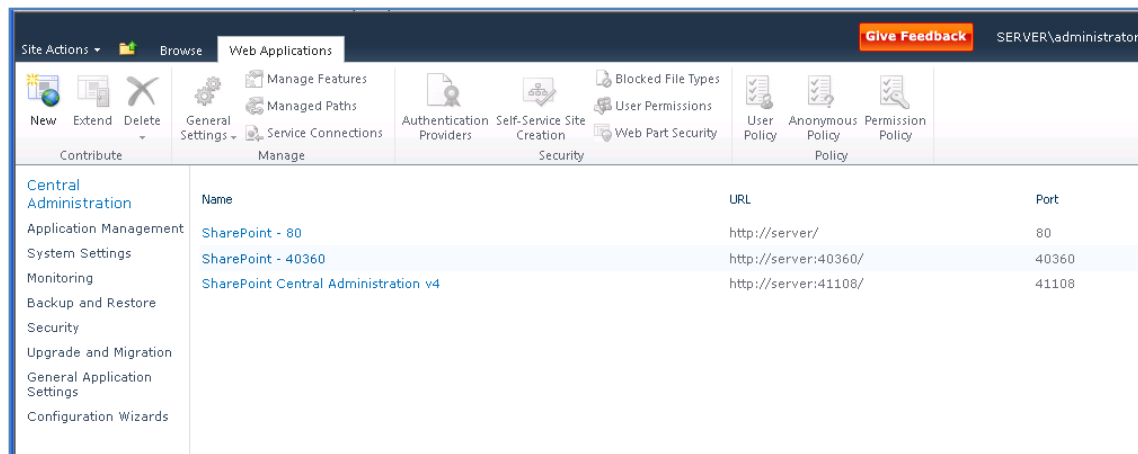 Give Feedback
SERVER\administrator
Site Actions
Browse
Web Applications
New
Extend
Delete
Contribute
General
Settings
Manage Features
Managed Paths
Service Connections
Manage
Authentication
Providers
Self-Service Site
Creation
Blocked File Types
User Permissions
Web Part Security
Security
User
Policy
Anonymous
Policy
Permission
Policy
Policy
Central
Administration
Application Management
System Settings
Monitoring
Backup and Restore
Security
Upgrade and Migration
General Application
Settings
Configuration Wizards
Name URL Port
SharePoint - 80 http://server/ 80
SharePoint - 40360 http://server:40360/ 40360
SharePoint Central Administration v4 http://server:41108/ 41108